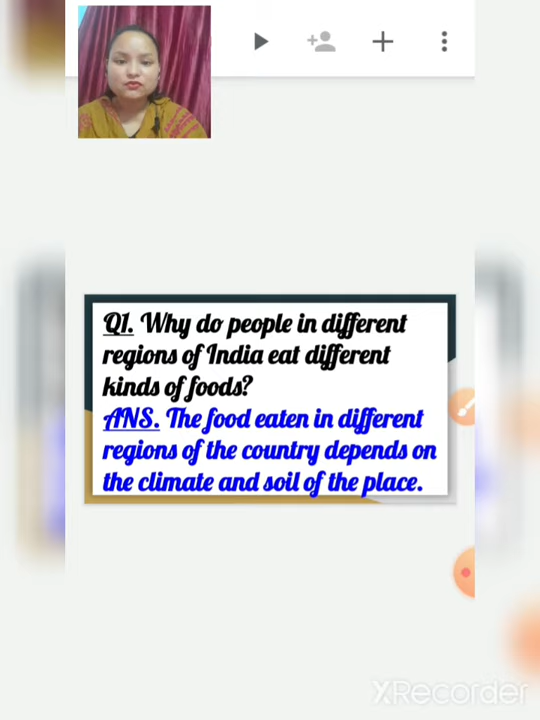 Q1. Why do people in different
regions of India eat different
kinds of foods?
ANS. The food eaten in different
regions of the country depends on
the climate and soil of the place.
XRecorder